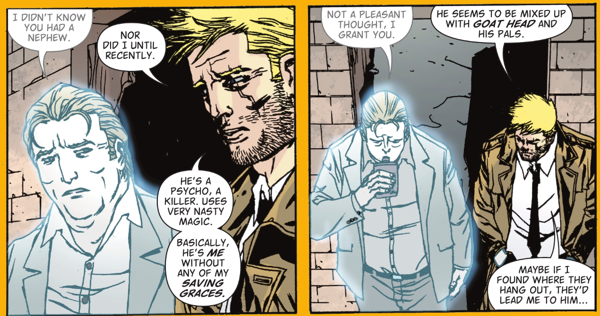 I DIDN'T KNOW
YOU HAD A
NEPHEW.
NOR
DID I UNTIL
RECENTLY.
HE'S A
PSYCHO, A
KILLER. USES
VERY NASTY
MAGIC.
BASICALLY,
HE'S ME
WITHOUT
ANY OF MY
SAVING
GRACES.
NOT A PLEASANT
THOUGHT, I
GRANT YOU.
HE SEEMS TO BE MIXED UP
WITH GOAT HEAD AND
HIS PALS.
MAYBE IF I
FOUND WHERE THEY
HANG OUT, THEY'D
LEAD ME TO HIM...